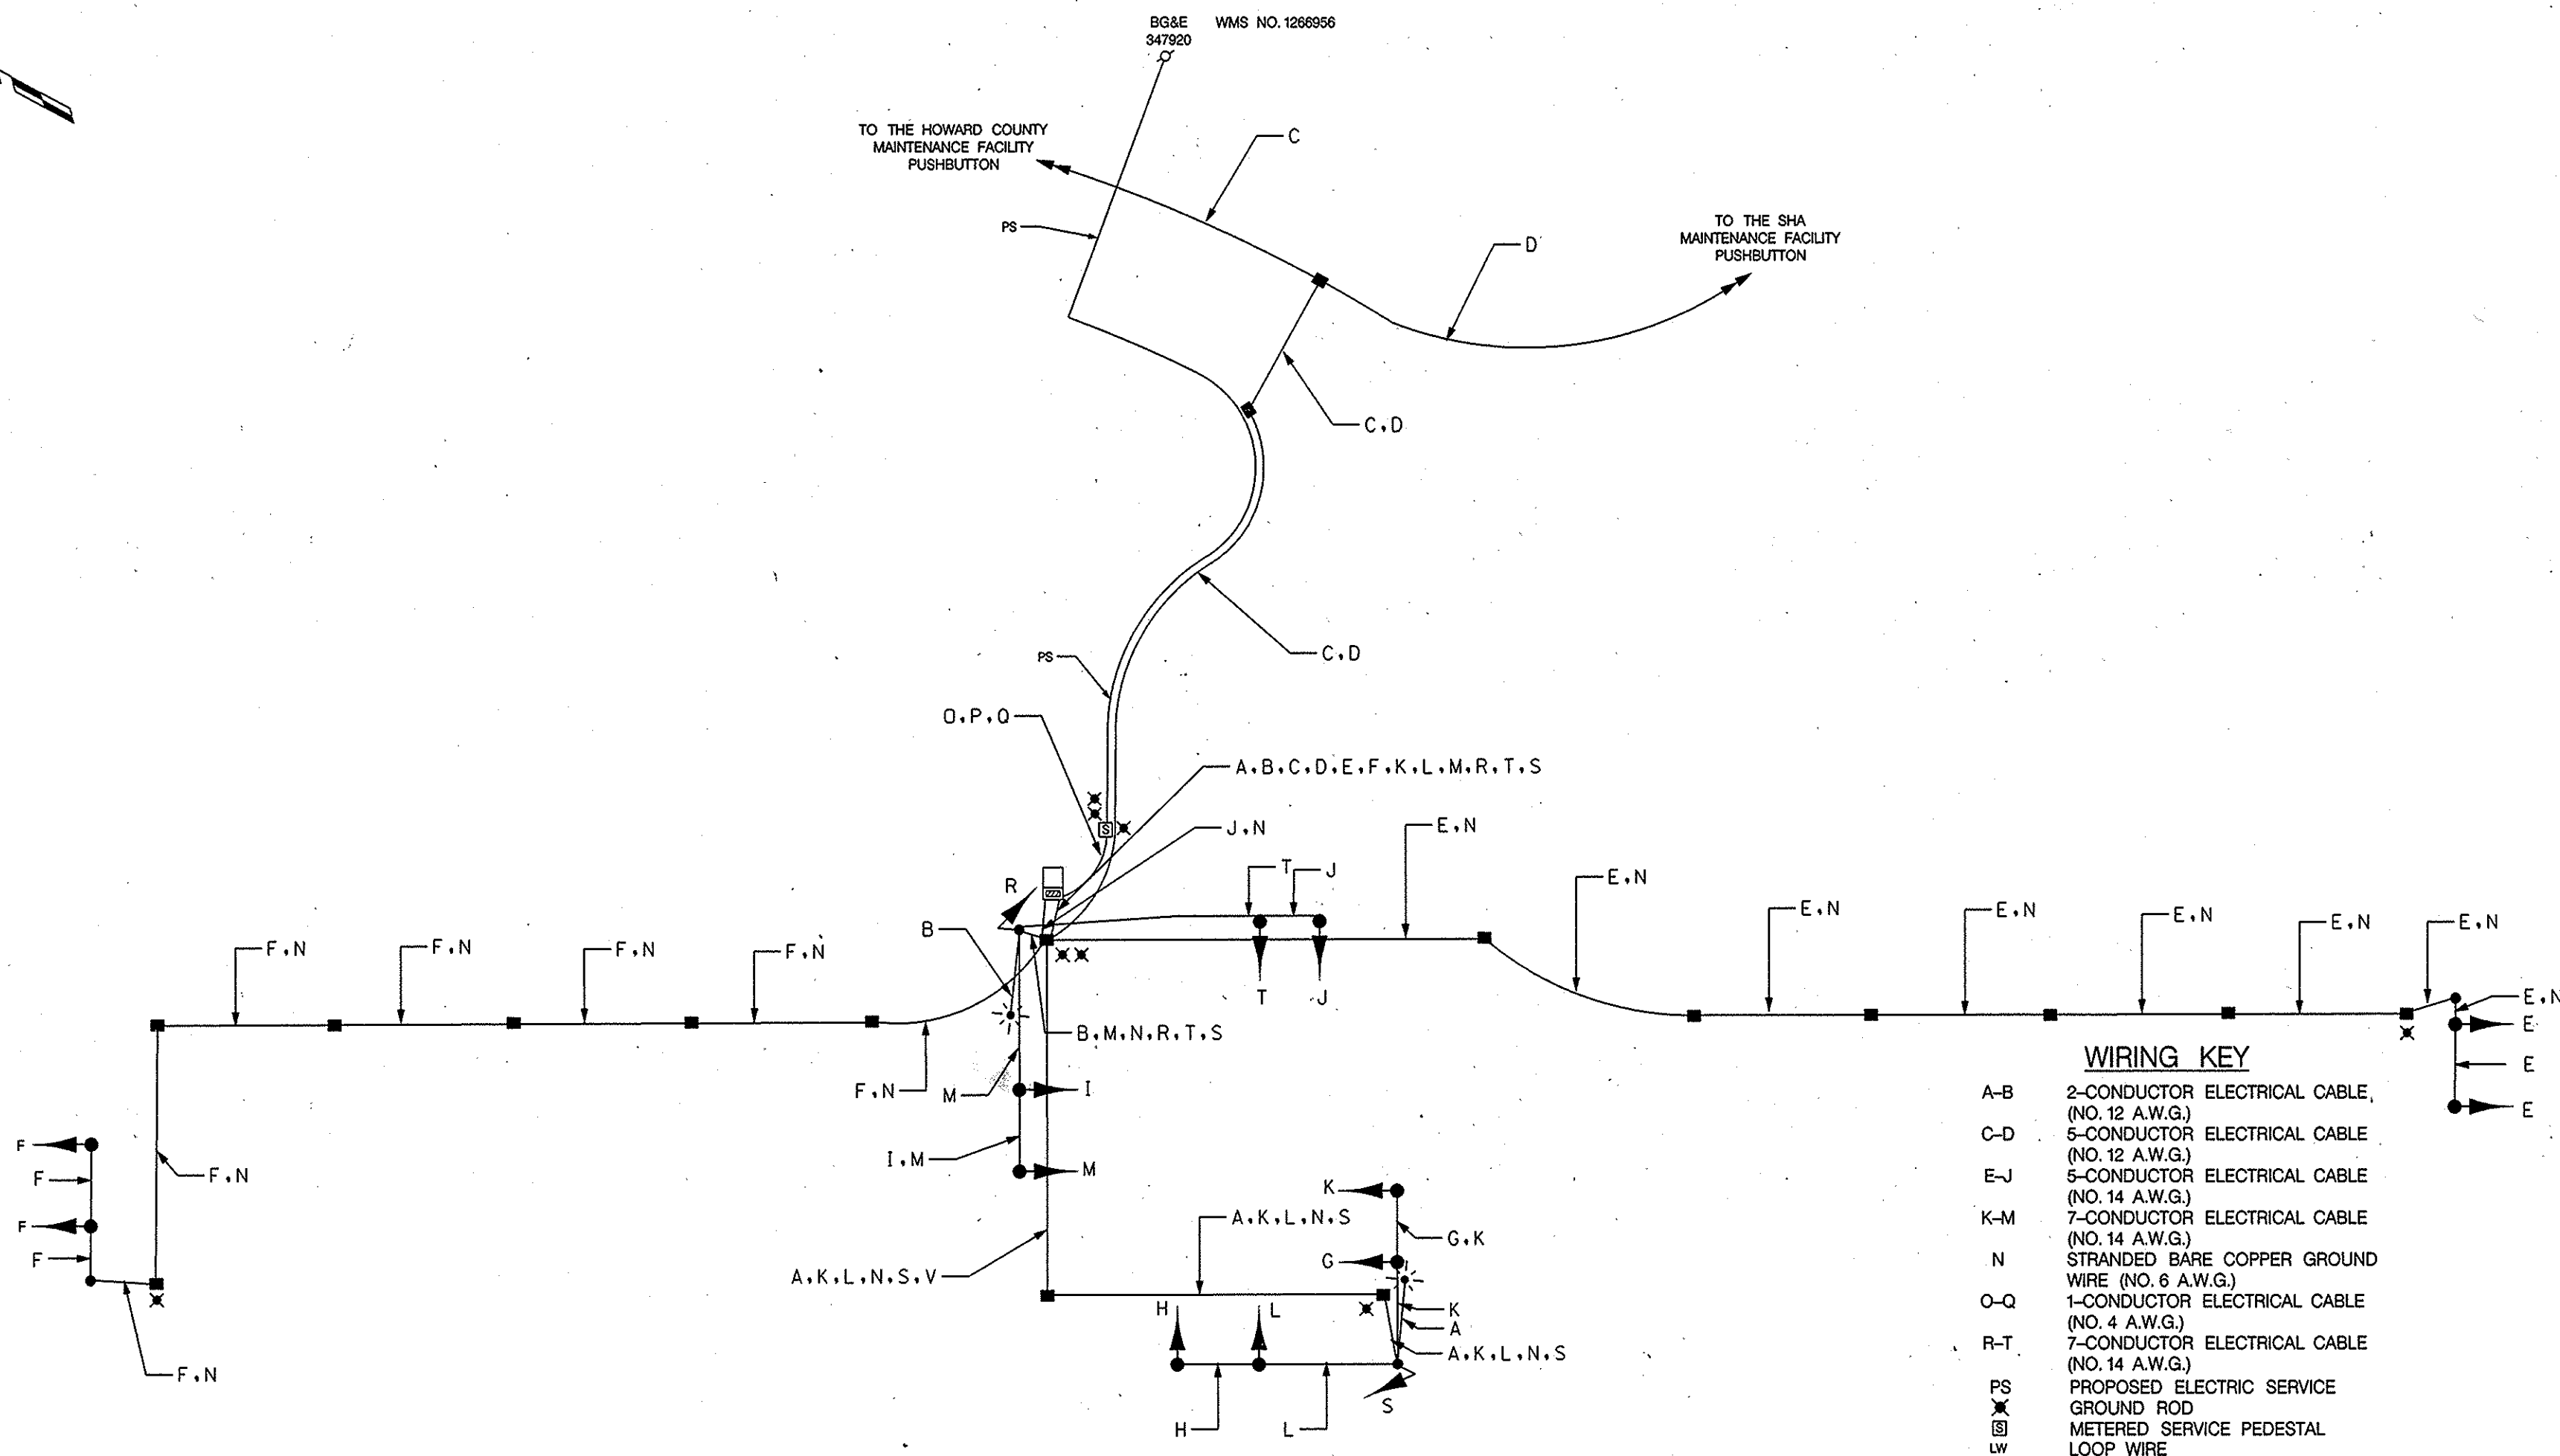 BG&E WMS NO. 1266956
347920
TO THE HOWARD COUNTY
MAINTENANCE FACILITY
PUSHBUTTON
C
PS
TO THE SHA
MAINTENANCE FACILITY
PUSHBUTTON
D
C,D
C,D
PS
O,P,Q
A,B,C,D,E,F,K,L,M,R,T,S
S
J,N
E,N
T
J
R
E,N
E,N
E,N
E,N
E,N
E,N
B
F,N
F,N
F,N
F,N
T
J
E,N
E
B,M,N,R,T,S
E
F,N
M
I
E
F
I,M
M
F
F,N
K
A,K,L,N,S
G,K
F
F
G
A,K,L,N,S,V
H
L
K
A
A,K,L,N,S
F,N
S
H
L
WIRING KEY
A-B 2-CONDUCTOR ELECTRICAL CABLE,
(NO. 12 A.W.G.)
C-D 5-CONDUCTOR ELECTRICAL CABLE
(NO. 12 A.W.G.)
E-J 5-CONDUCTOR ELECTRICAL CABLE
(NO. 14 A.W.G.)
K-M 7-CONDUCTOR ELECTRICAL CABLE
(NO. 14 A.W.G.)
N STRANDED BARE COPPER GROUND
WIRE (NO. 6 A.W.G.)
O-Q 1-CONDUCTOR ELECTRICAL CABLE
(NO. 4 A.W.G.)
R-T 7-CONDUCTOR ELECTRICAL CABLE
(NO. 14 A.W.G.)
PS PROPOSED ELECTRIC SERVICE
GROUND ROD
S METERED SERVICE PEDESTAL
LW LOOP WIRE